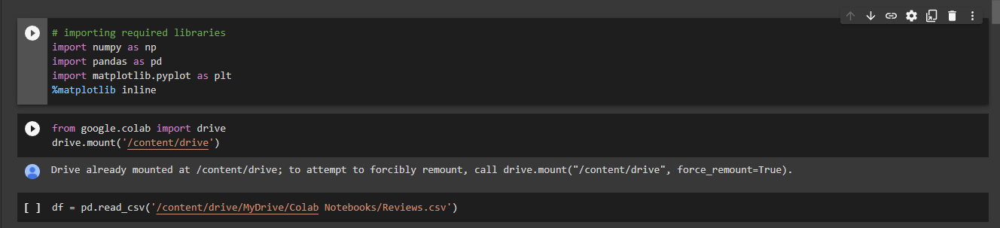 # importing required libraries
import numpy as np
import pandas as pd
import matplotlib.pyplot as plt
%matplotlib inline
from google.colab import drive
drive.mount('/content/drive')
Drive already mounted at /content/drive; to attempt to forcibly remount, call drive.mount("/content/drive", force_remount=True).
[ ] df = pd.read_csv('/content/drive/MyDrive/Colab Notebooks/Reviews.csv')